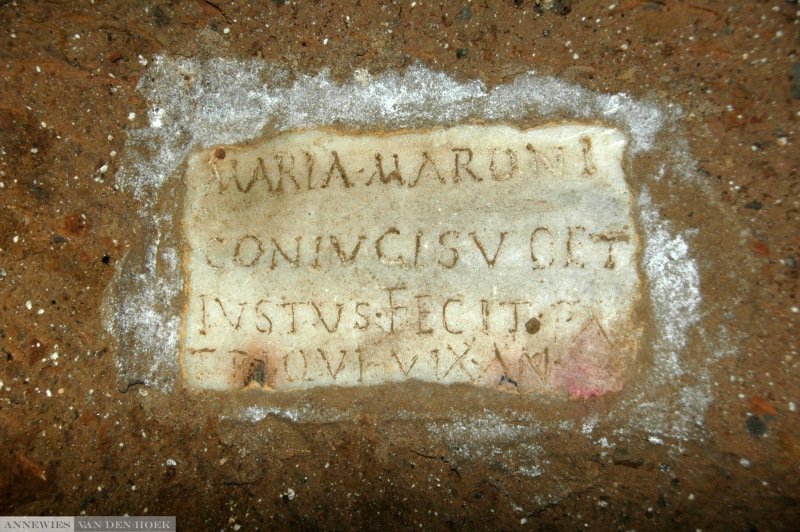 MARIA·MARONI
CONIVGI SVO ET
IVSTVS·FECIT·PA
TRI QVI·VIX·AN
ANNEWIES VAN DEN HOEK